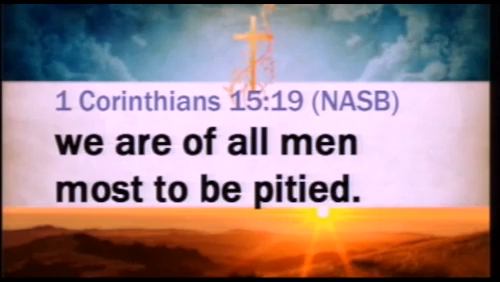 1 Corinthians 15:19 (NASB)
we are of all men
most to be pitied.